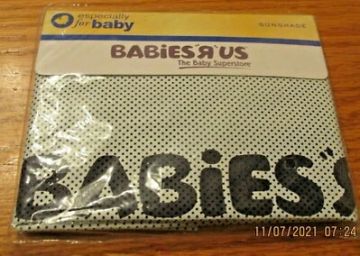 especially
for baby
SUNSHADE
BABIES"R"US
The Baby Superstore
BABIES"
11/07/2021 07:24